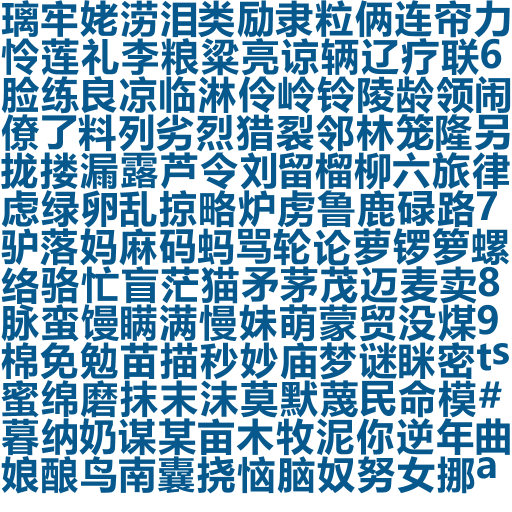 璃牢姥涝泪类励隶粒俩连帘力
怜莲礼李粮粱亮谅辆辽疗联6
脸练良凉临淋伶岭铃陵龄领闹
僚了料列劣烈猎裂邻林笼隆另
拢搂漏露芦令刘留榴柳六旅律
虑绿卵乱掠略炉虏鲁鹿碌路7
驴落妈麻码蚂骂轮论萝锣箩螺
络骆忙盲茫猫矛茅茂迈麦卖8
脉蛮馒瞒满慢妹萌蒙贸没煤9
棉免勉苗描秒妙庙梦谜眯密ts
蜜绵磨抹末沫莫默蔑民命模#
暮纳奶谋某亩木牧泥你逆年曲
娘酿鸟南囊挠恼脑奴努女挪a